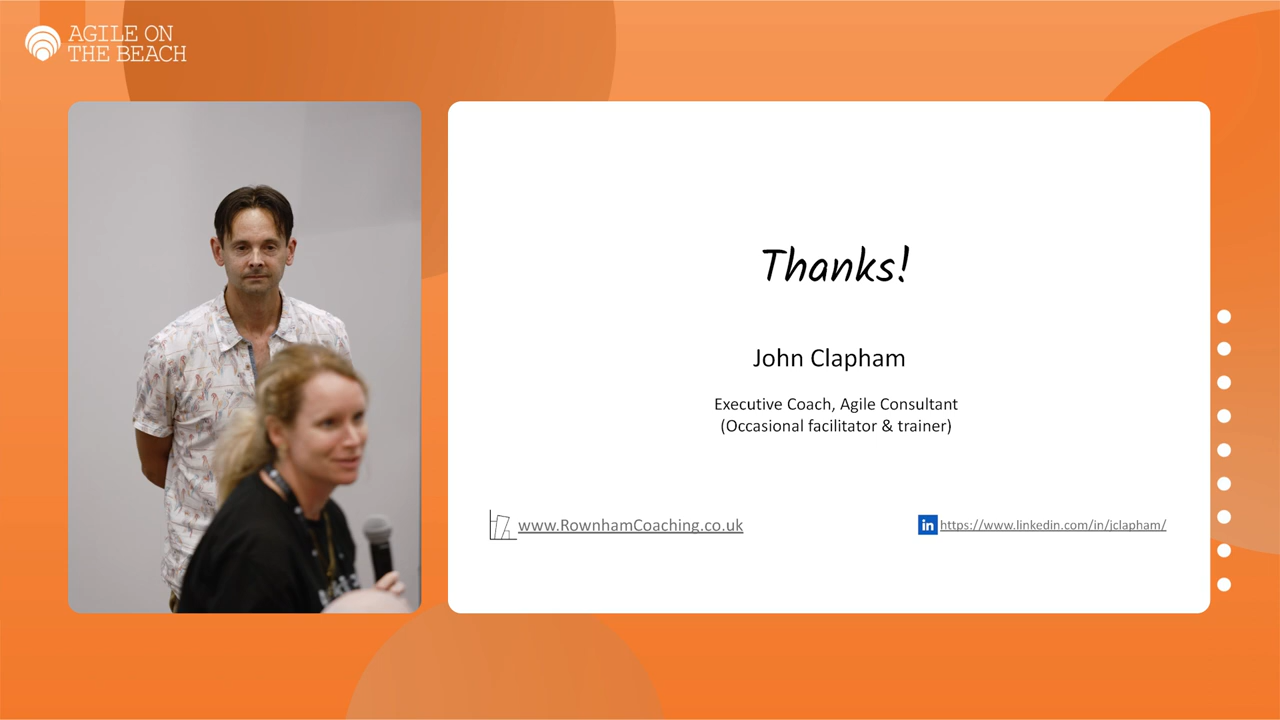 AGILE ON
THE BEACH
Thanks!
John Clapham
Executive Coach, Agile Consultant
(Occasional facilitator & trainer)
www.RownhamCoaching.co.uk
in https://www.linkedin.com/in/jclapham/